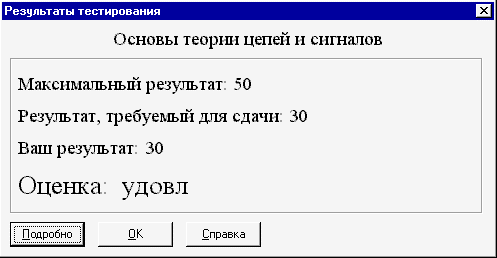 Результаты тестирования
Основы теории цепей и сигналов
Максимальный результат: 50
Результат, требуемый для сдачи: 30
Ваш результат: 30
Оценка: удовл
Подробно OK Справка